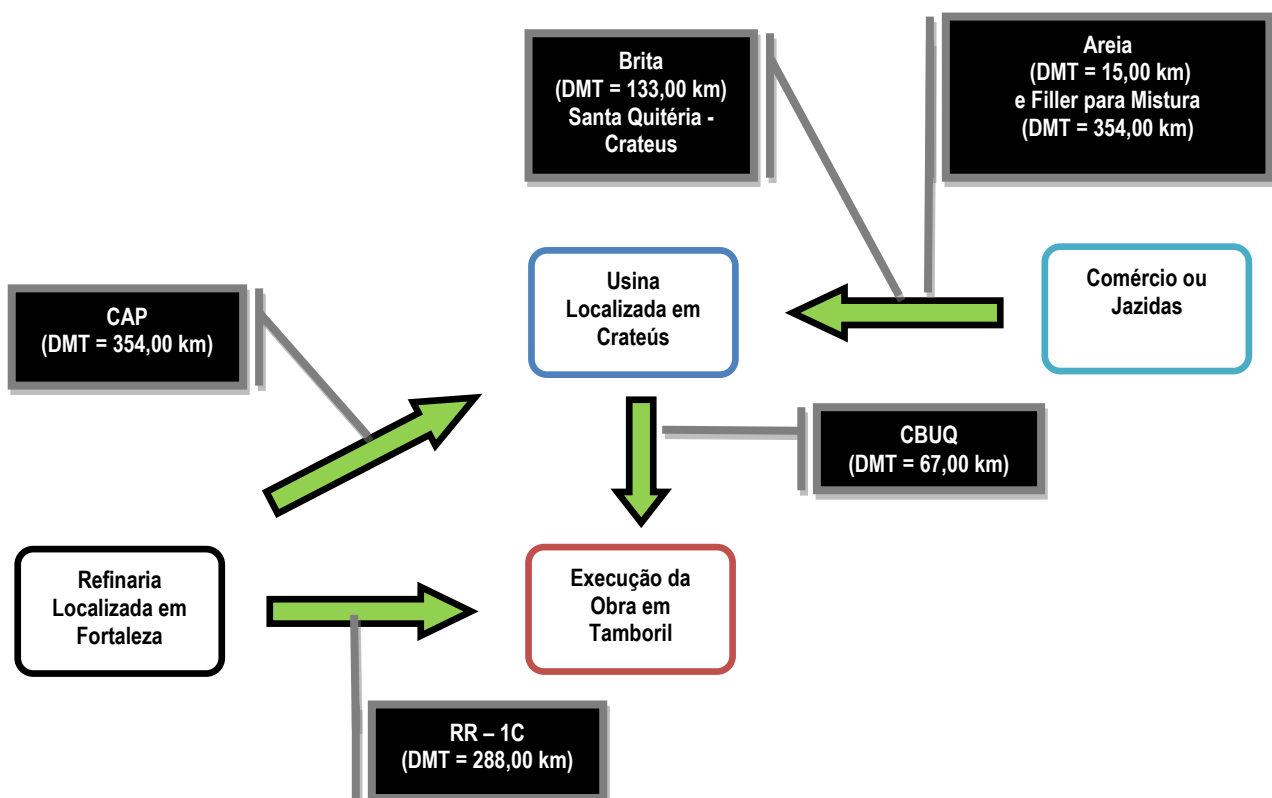 Brita
(DMT = 133,00 km)
Santa Quitéria -
Crateus
Areia
(DMT = 15,00 km)
e Filler para Mistura
(DMT = 354,00 km)
CAP
(DMT = 354,00 km)
Usina
Localizada em
Crateús
Comércio ou
Jazidas
CBUQ
(DMT = 67,00 km)
Refinaria
Localizada em
Fortaleza
Execução da
Obra em
Tamboril
RR – 1C
(DMT = 288,00 km)